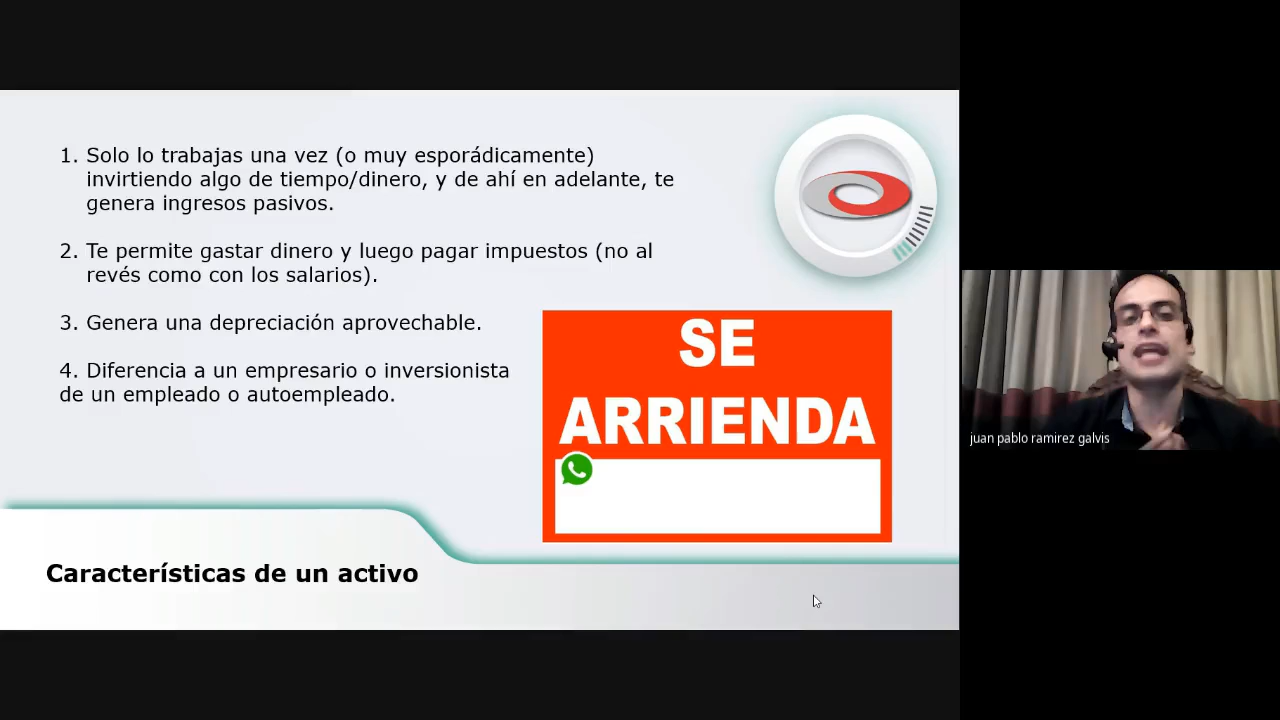 1. Solo lo trabajas una vez (o muy esporádicamente)
invirtiendo algo de tiempo/dinero, y de ahí en adelante, te
genera ingresos pasivos.
2. Te permite gastar dinero y luego pagar impuestos (no al
revés como con los salarios).
3. Genera una depreciación aprovechable.
4. Diferencia a un empresario o inversionista
de un empleado o autoempleado.
SE
ARRIENDA
Características de un activo
juan pablo ramirez galvis